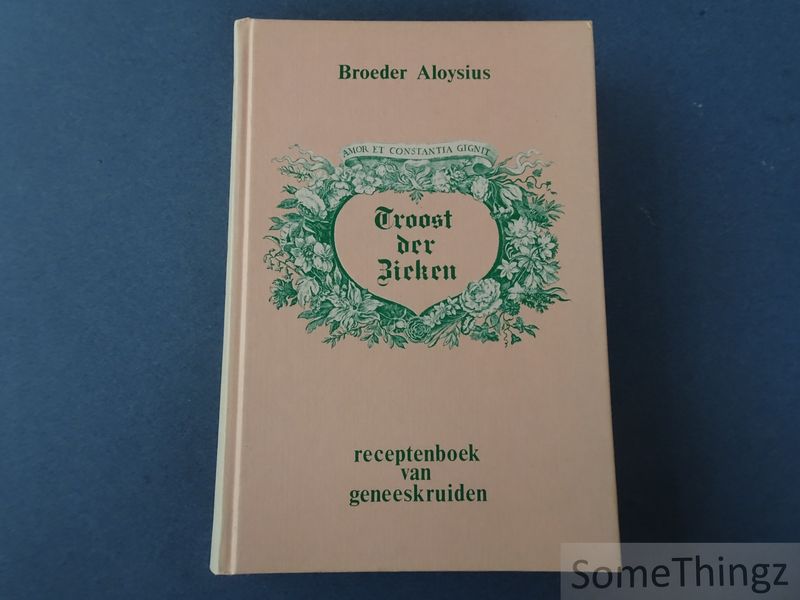 Broeder Aloysius
AMOR ET CONSTANTIA GIGNIT
Troost
der
Zieken
receptenboek
van
geneeskruiden
SomeThingz